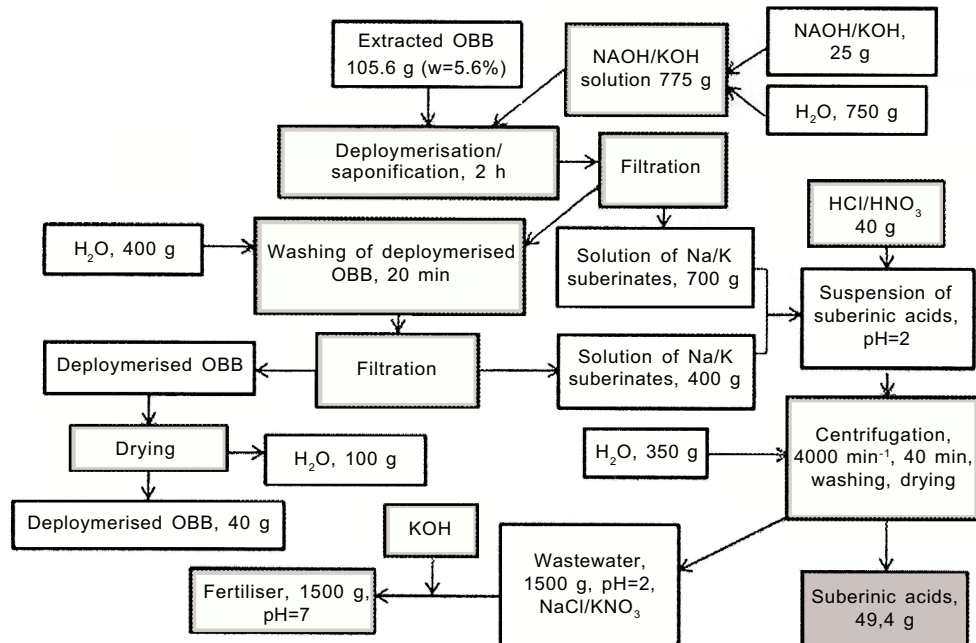 Extracted OBB
105.6 g (w=5.6%)
NAOH/KOH
solution 775 g
NAOH/KOH,
25 g
H₂O, 750 g
Deploymerisation/
saponification, 2 h
Filtration
HCl/HNO₃
40 g
H₂O, 400 g
Washing of deploymerised
OBB, 20 min
Solution of Na/K
suberinates, 700 g
Suspension of
suberinic acids,
pH=2
Deploymerised OBB
Filtration
Solution of Na/K
suberinates, 400 g
Drying
H₂O, 100 g
H₂O, 350 g
Centrifugation,
4000 min⁻¹, 40 min,
washing, drying
Deploymerised OBB, 40 g
KOH
Wastewater,
1500 g, pH=2,
NaCl/KNO₃
Fertiliser, 1500 g,
pH=7
Suberinic acids,
49,4 g